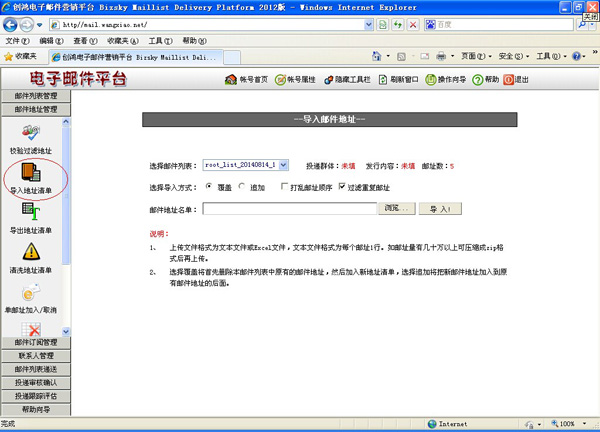 创鸿电子邮件营销平台 Bizsky Maillist Delivery Platform 2012版 - Windows Internet Explorer
关闭
http://mail.wangxiao.net/
百度
文件(F) 编辑(E) 查看(V) 收藏夹(A) 工具(T) 帮助(H)
收藏夹 创鸿电子邮件营销平台 Bizsky Maillist Deli...
页面(P) 安全(S) 工具(O)
电子邮件平台
帐号首页 帐号属性 隐藏工具栏 刷新窗口 操作向导 帮助 退出
邮件列表管理
邮件地址管理
校验过滤地址
导入地址清单
导出地址清单
清洗地址清单
单邮址加入/取消
邮件订阅管理
联系人管理
邮件列表递送
投递审核确认
投递跟踪评估
帮助向导
--导入邮件地址--
选择邮件列表： root_list_20140814_1 投递群体：未填 发行内容：未填 邮址数：5
选择导入方式： 覆盖 追加 打乱邮址顺序 过滤重复邮址
邮件地址名单： 浏览... 导 入!
说明：
1、 上传文件格式为文本文件或Excel文件，文本文件格式为每个邮址1行。如邮址量有几十万以上可压缩成zip格
式后再上传。
2、 选择覆盖将首先删除本邮件列表中原有的邮件地址，然后加入新地址清单，选择追加将把新邮件地址加入到原
有邮件地址的后面。
完成
Internet
100%